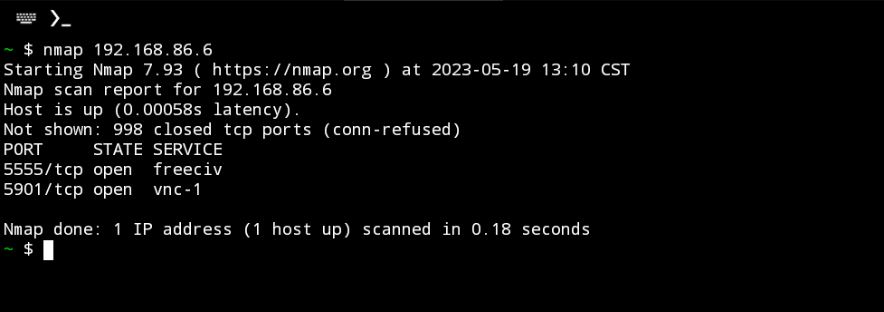 ~ $ nmap 192.168.86.6
Starting Nmap 7.93 ( https://nmap.org ) at 2023-05-19 13:10 CST
Nmap scan report for 192.168.86.6
Host is up (0.00058s latency).
Not shown: 998 closed tcp ports (conn-refused)
PORT     STATE SERVICE
5555/tcp open  freeciv
5901/tcp open  vnc-1

Nmap done: 1 IP address (1 host up) scanned in 0.18 seconds
~ $